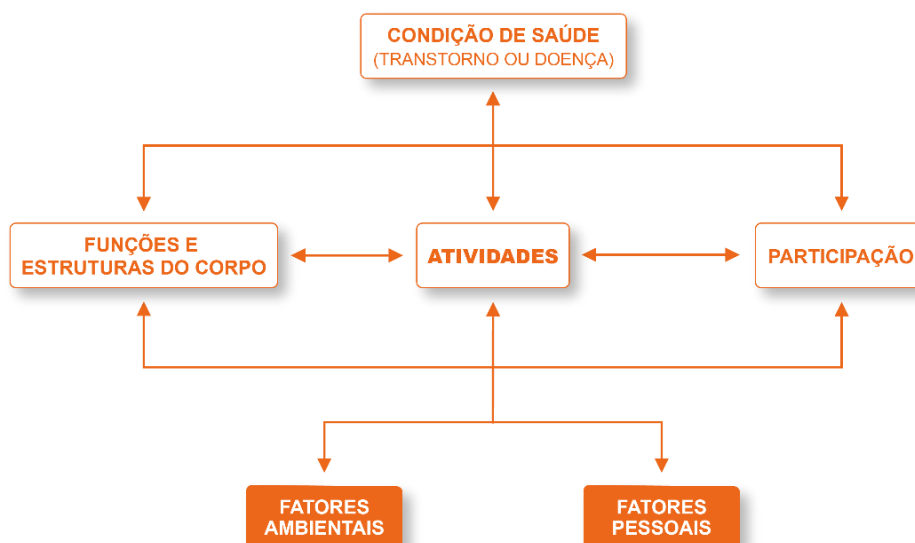 CONDIÇÃO DE SAÚDE
(TRANSTORNO OU DOENÇA)
FUNÇÕES E
ESTRUTURAS DO CORPO
ATIVIDADES
PARTICIPAÇÃO
FATORES
AMBIENTAIS
FATORES
PESSOAIS